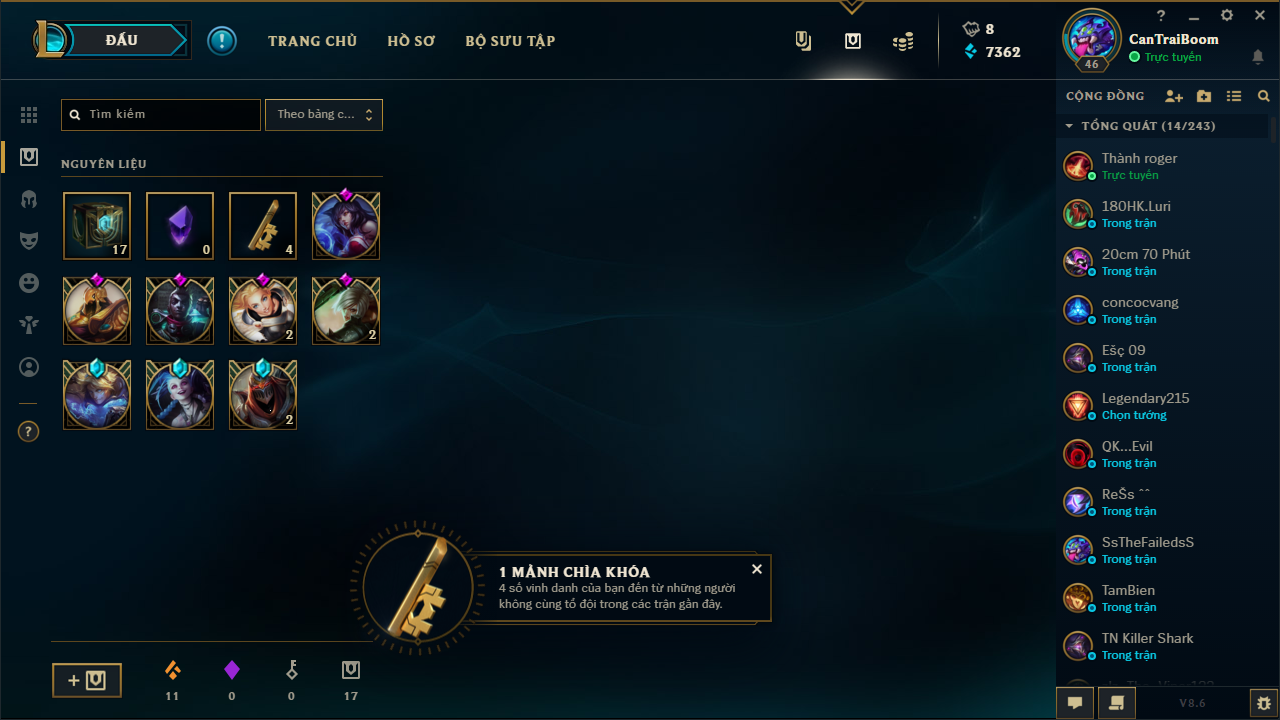 ĐẤU
TRANG CHỦ
HỒ SƠ
BỘ SƯU TẬP
8
7362
46
CanTraiBoom
Trực tuyến
Tìm kiếm
Theo bảng c...
NGUYÊN LIỆU
17
0
4
2
2
2
1 MẢNH CHÌA KHÓA
4 số vinh danh của bạn đến từ những người
không cùng tổ đội trong các trận gần đây.
11
0
0
17
CỘNG ĐỒNG
TỔNG QUÁT (14/243)
Thành roger
Trực tuyến
180HK.Luri
Trong trận
20cm 70 Phút
Trong trận
concocvang
Trong trận
Ešç 09
Trong trận
Legendary215
Chọn tướng
QK...Evil
Trong trận
ReŠs ˆˆ
Trong trận
SsTheFailedsS
Trong trận
TamBien
Trong trận
TN Killer Shark
Trong trận
V8.6